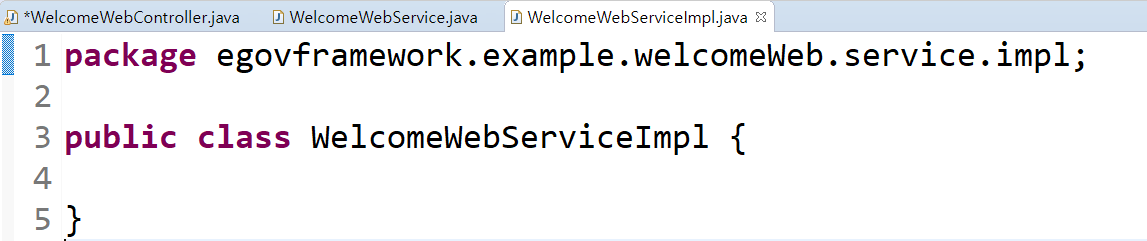 *WelcomeWebController.java WelcomeWebService.java WelcomeWebServiceImpl.java
1 package egovframework.example.welcomeWeb.service.impl;
2
3 public class WelcomeWebServiceImpl {
4
5 }